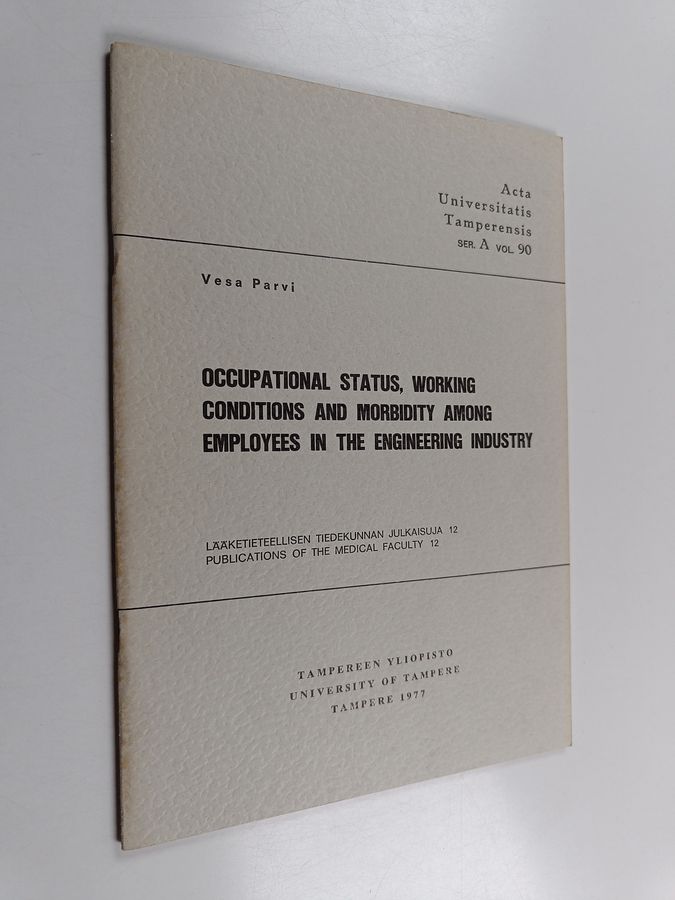 Acta
Universitatis
Tamperensis
SER. A VOL. 90
Vesa Parvi
OCCUPATIONAL STATUS, WORKING
CONDITIONS AND MORBIDITY AMONG
EMPLOYEES IN THE ENGINEERING INDUSTRY
LÄÄKETIETEELLISEN TIEDEKUNNAN JULKAISUJA 12
PUBLICATIONS OF THE MEDICAL FACULTY 12
TAMPEREEN YLIOPISTO
UNIVERSITY OF TAMPERE
TAMPERE 1977